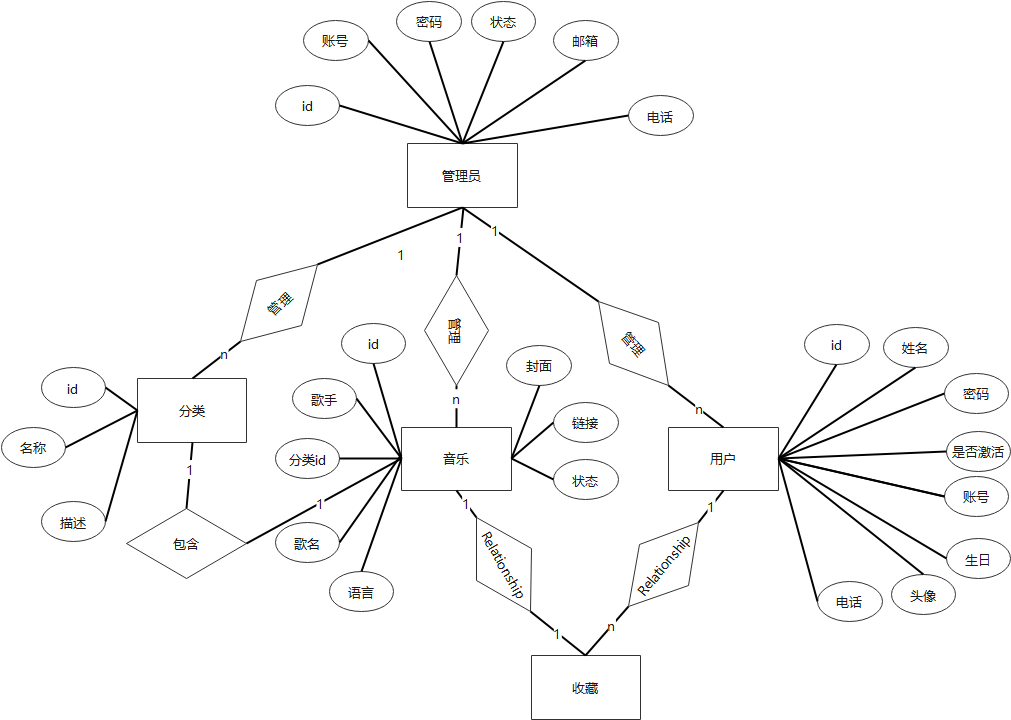 密码
状态
账号
邮箱
id
电话
管理员
1
1
1
管理
管理
管理
n
id
id
姓名
封面
id
密码
n
歌手
分类
n
链接
名称
分类id
音乐
用户
是否激活
1
状态
账号
1
1
1
描述
包含
歌名
Relationship
Relationship
生日
语言
头像
电话
1
n
收藏